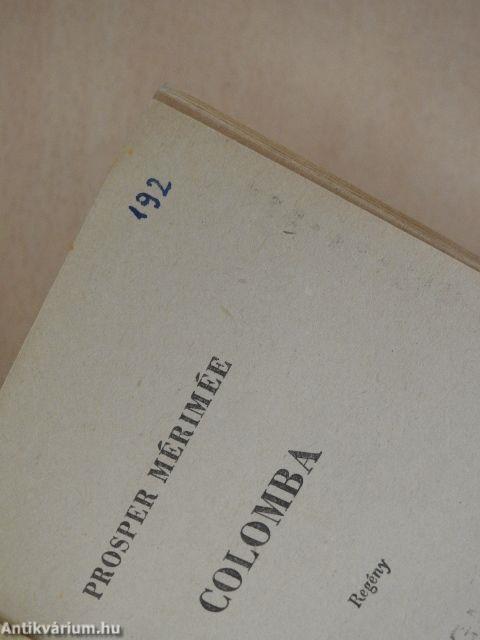 192
PROSPER MÉRIMÉE
COLOMBA
Regény
Antikvárium.hu